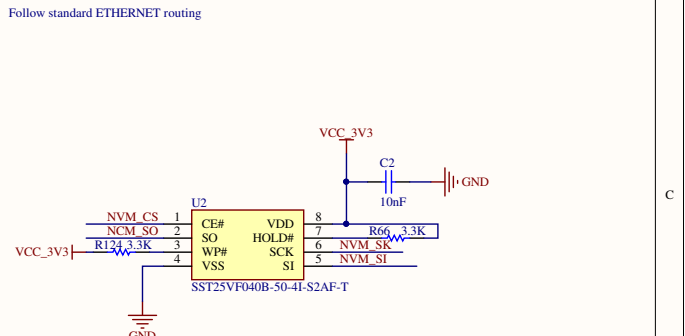 Follow standard ETHERNET routing
VCC_3V3
C2
GND
10nF
C
U2
NVM_CS 1 CE# VDD 8
NCM_SO 2 SO HOLD# 7 R66 3.3K
VCC_3V3 R124 3.3K 3 WP# SCK 6 NVM_SK
4 VSS SI 5 NVM_SI
SST25VF040B-50-4I-S2AF-T
GND